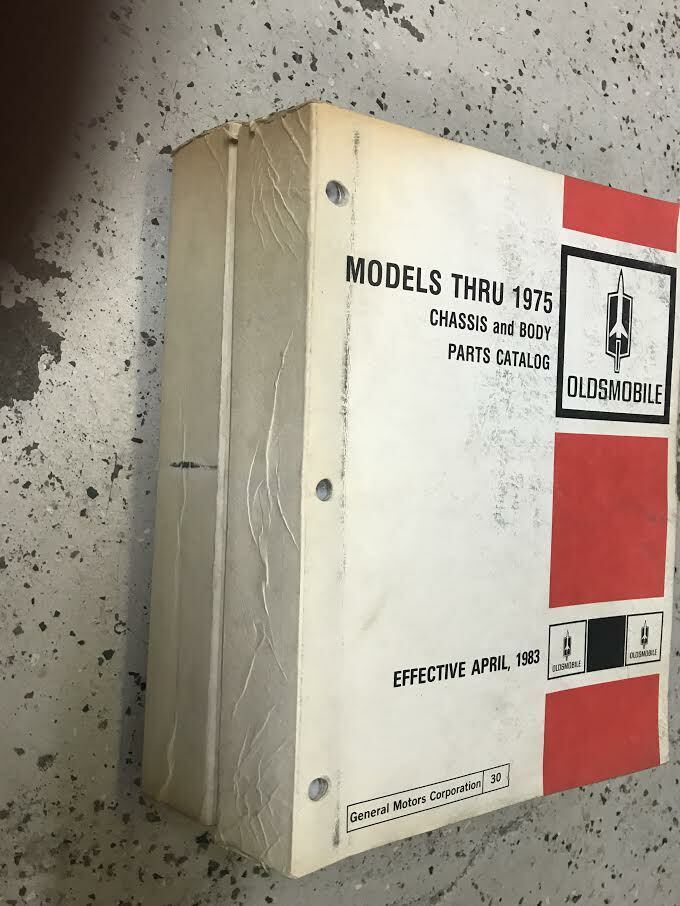 MODELS THRU 1975
CHASSIS and BODY
PARTS CATALOG
OLDSMOBILE
EFFECTIVE APRIL, 1983
OLDSMOBILE
OLDSMOBILE
General Motors Corporation 30